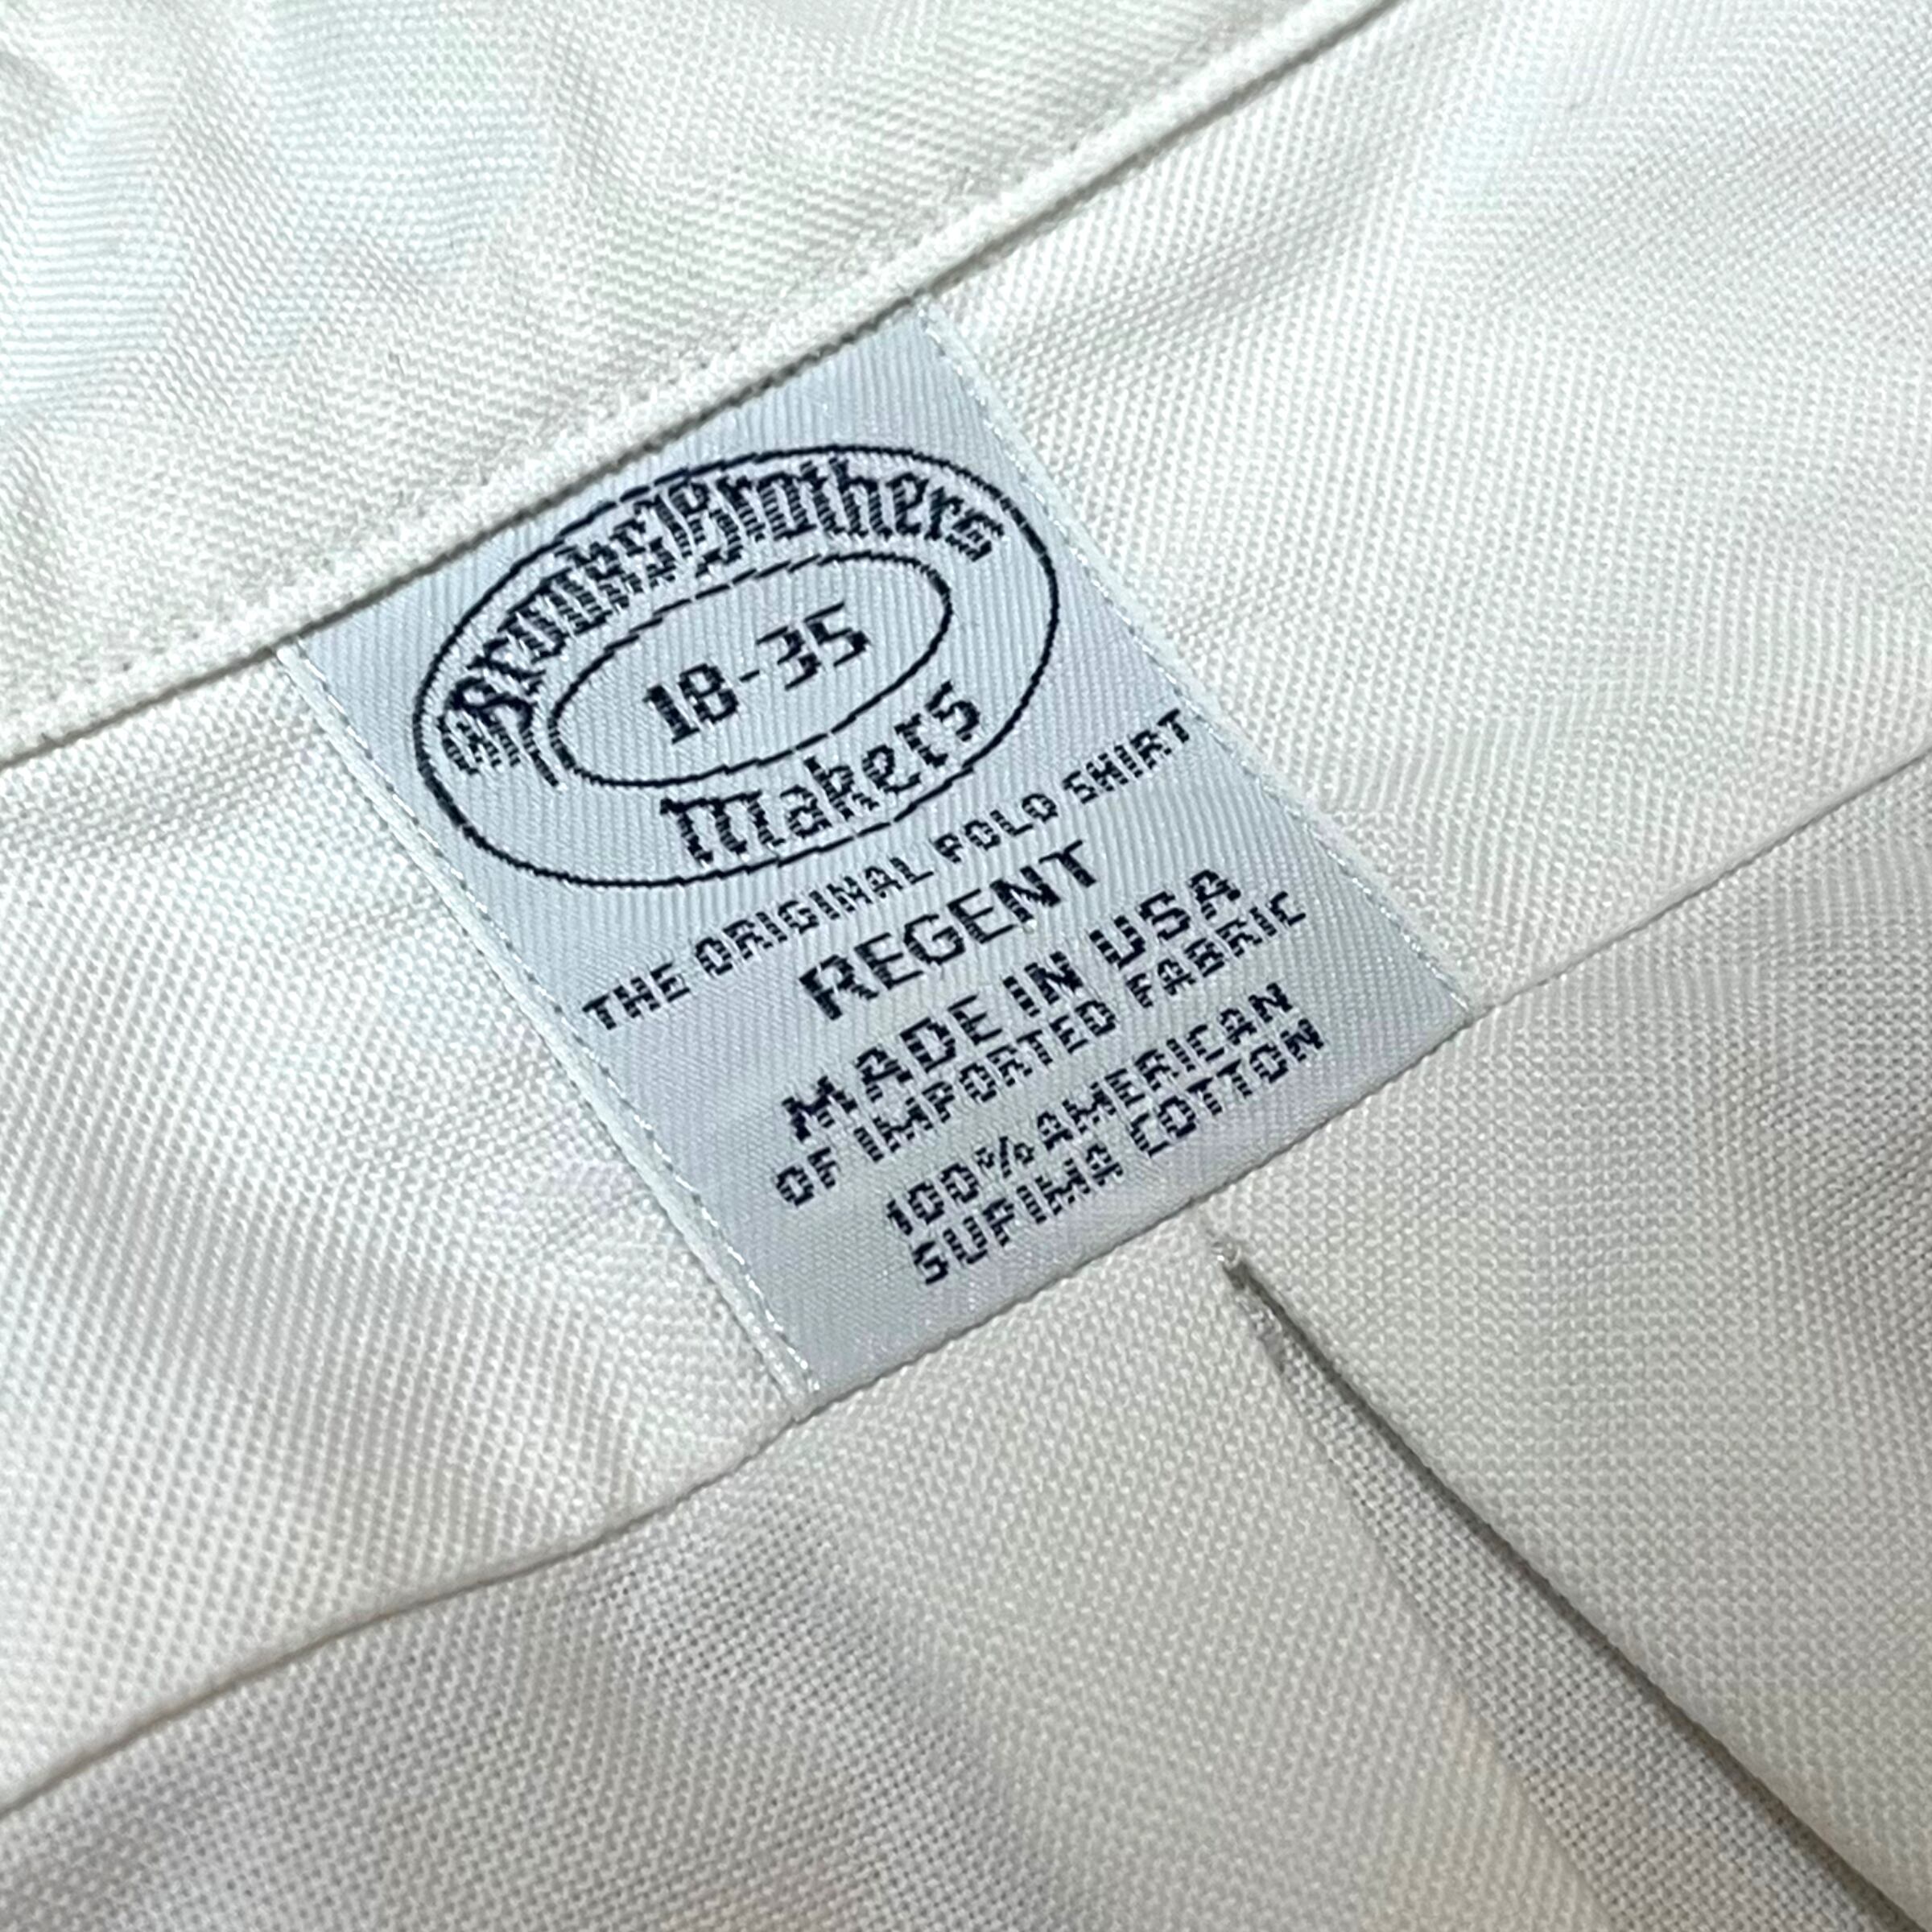 Brooks Brothers
18-35
Makers
THE ORIGINAL POLO SHIRT
REGENT
MADE IN USA
OF IMPORTED FABRIC
100% AMERICAN
SUPIMA COTTON